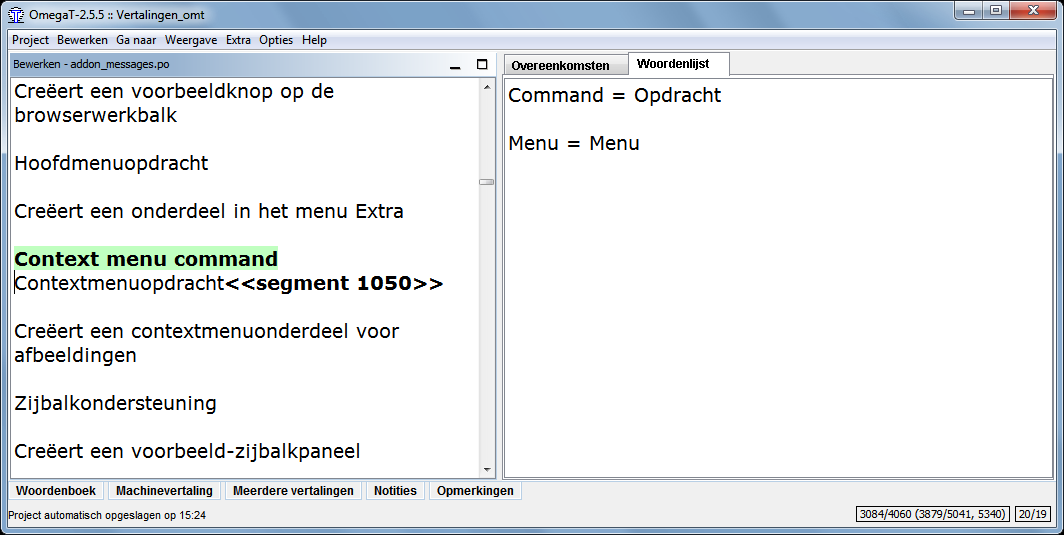 OmegaT-2.5.5 :: Vertalingen_omt
Project Bewerken Ga naar Weergave Extra Opties Help
Bewerken - addon_messages.po
Creëert een voorbeeldknop op de
browserwerkbalk
Hoofdmenuopdracht
Creëert een onderdeel in het menu Extra
Context menu command
Contextmenuopdracht<<segment 1050>>
Creëert een contextmenuonderdeel voor
afbeeldingen
Zijbalkondersteuning
Creëert een voorbeeld-zijbalkpaneel
Overeenkomsten Woordenlijst
Command = Opdracht
Menu = Menu
Woordenboek Machinevertaling Meerdere vertalingen Notities Opmerkingen
Project automatisch opgeslagen op 15:24
3084/4060 (3879/5041, 5340) 20/19